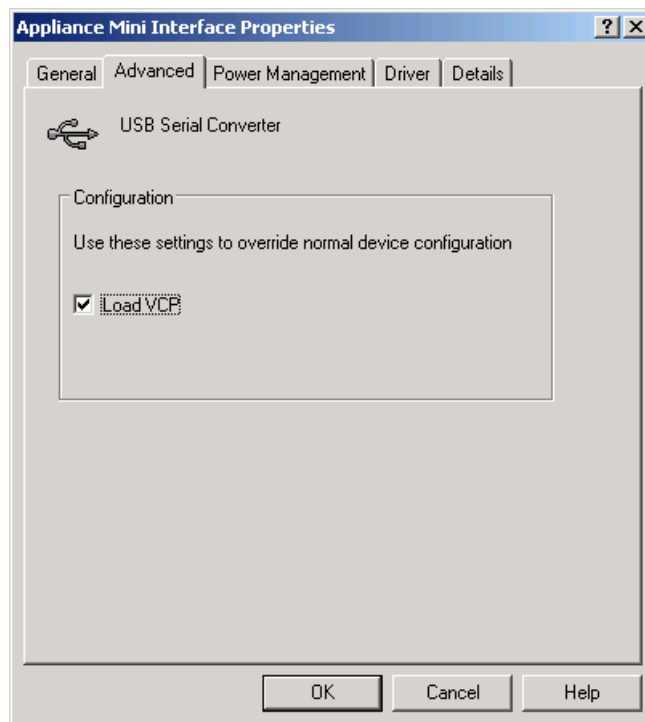 Appliance Mini Interface Properties
General Advanced Power Management Driver Details
USB Serial Converter
Configuration
Use these settings to override normal device configuration
Load VCP
OK Cancel Help